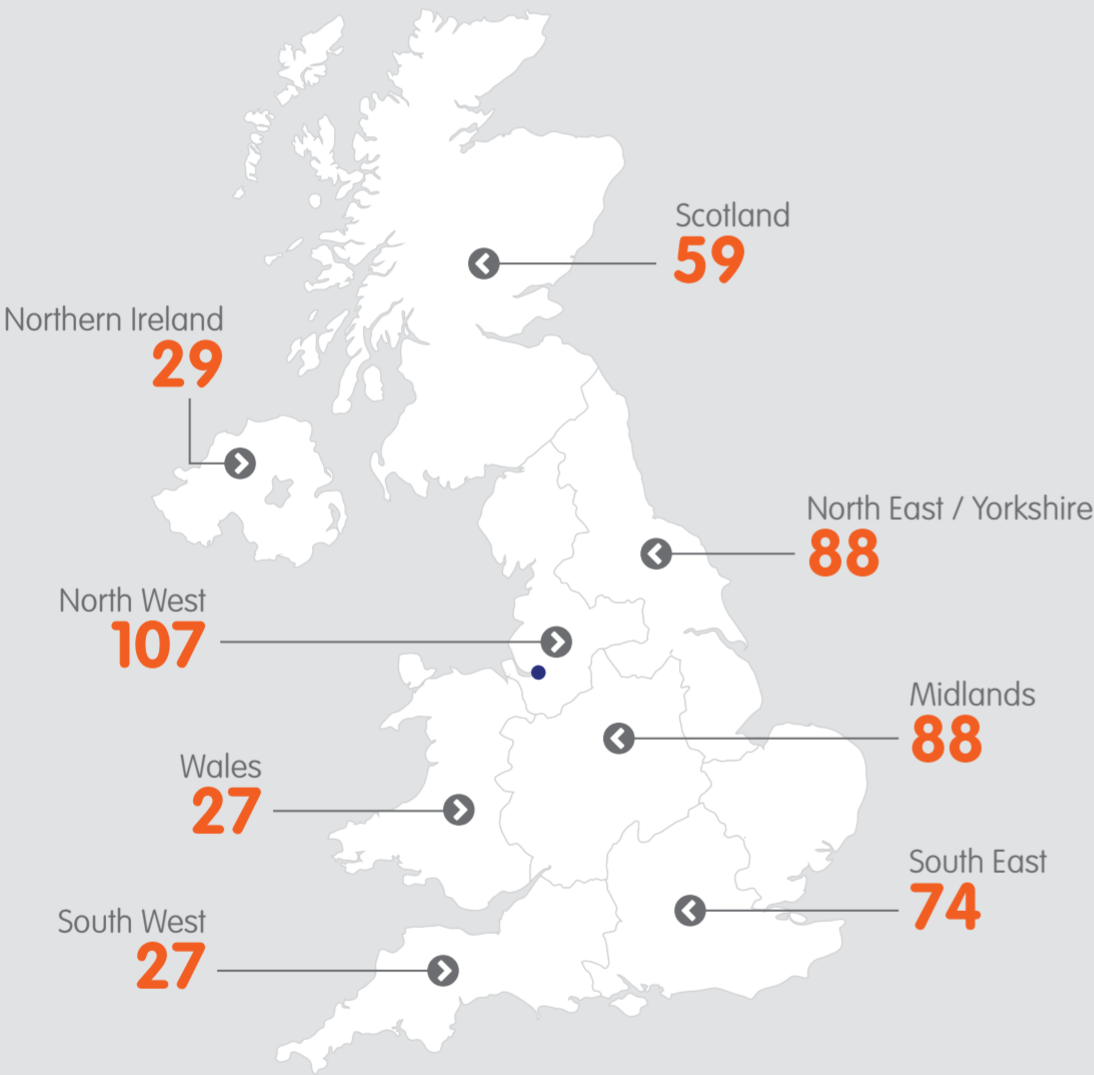 Scotland
59
Northern Ireland
29
North East / Yorkshire
88
North West
107
Midlands
88
Wales
27
South East
74
South West
27